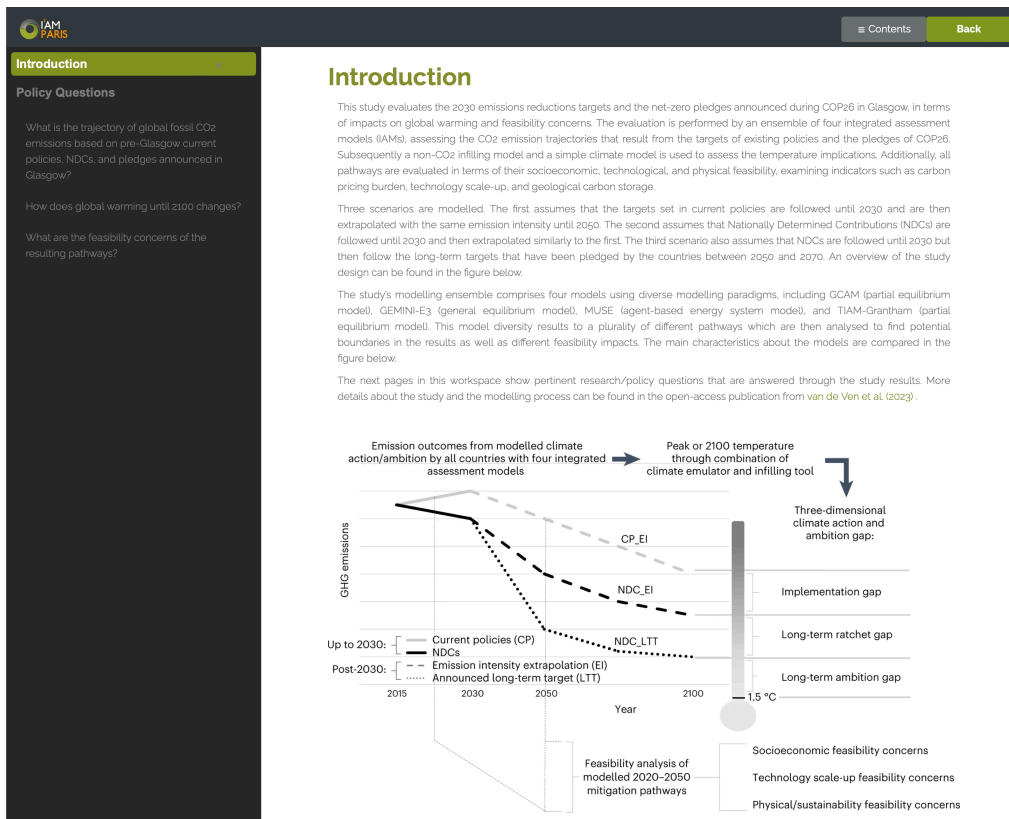 I'AM
PARIS
≡ Contents
Back
Introduction
Policy Questions
What is the trajectory of global fossil CO2
emissions based on pre-Glasgow current
policies, NDCs, and pledges announced in
Glasgow?
How does global warming until 2100 changes?
What are the feasibility concerns of the
resulting pathways?
Introduction
This study evaluates the 2030 emissions reductions targets and the net-zero pledges announced during COP26 in Glasgow, in terms
of impacts on global warming and feasibility concerns. The evaluation is performed by an ensemble of four integrated assessment
models (IAMs), assessing the CO2 emission trajectories that result from the targets of existing policies and the pledges of COP26.
Subsequently a non-CO2 infilling model and a simple climate model is used to assess the temperature implications. Additionally, all
pathways are evaluated in terms of their socioeconomic, technological, and physical feasibility, examining indicators such as carbon
pricing burden, technology scale-up, and geological carbon storage.
Three scenarios are modelled. The first assumes that the targets set in current policies are followed until 2030 and are then
extrapolated with the same emission intensity until 2050. The second assumes that Nationally Determined Contributions (NDCs) are
followed until 2030 and then extrapolated similarly to the first. The third scenario also assumes that NDCs are followed until 2030 but
then follow the long-term targets that have been pledged by the countries between 2050 and 2070. An overview of the study
design can be found in the figure below.
The study's modelling ensemble comprises four models using diverse modelling paradigms, including GCAM (partial equilibrium
model), GEMINI-E3 (general equilibrium model), MUSE (agent-based energy system model), and TIAM-Grantham (partial
equilibrium model). This model diversity results to a plurality of different pathways which are then analysed to find potential
boundaries in the results as well as different feasibility impacts. The main characteristics about the models are compared in the
figure below.
The next pages in this workspace show pertinent research/policy questions that are answered through the study results. More
details about the study and the modelling process can be found in the open-access publication from van de Ven et al. (2023) .
Emission outcomes from modelled climate
action/ambition by all countries with four integrated
assessment models
Peak or 2100 temperature
through combination of
climate emulator and infilling tool
Three-dimensional
climate action and
ambition gap:
GHG emissions
CP_EI
NDC_EI
NDC_LTT
Implementation gap
Long-term ratchet gap
Long-term ambition gap
1.5 °C
Up to 2030:
Current policies (CP)
NDCs
Post-2030:
Emission intensity extrapolation (EI)
Announced long-term target (LTT)
2015 2030 2050 2100
Year
Feasibility analysis of
modelled 2020–2050
mitigation pathways
Socioeconomic feasibility concerns
Technology scale-up feasibility concerns
Physical/sustainability feasibility concerns